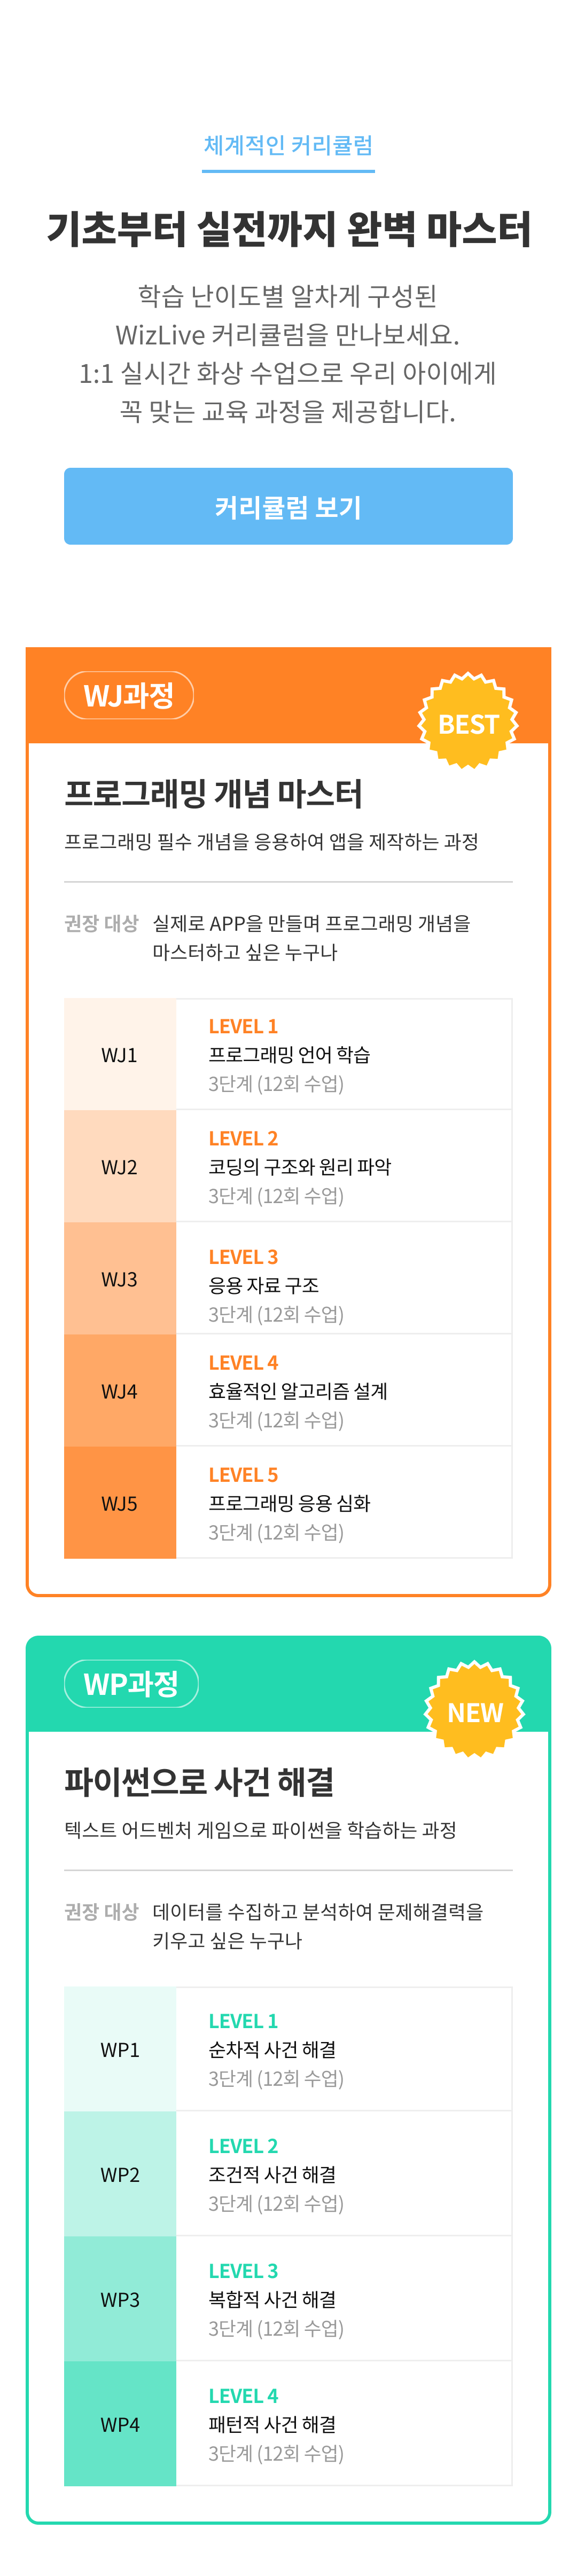 체계적인 커리큘럼
기초부터 실전까지 완벽 마스터
학습 난이도별 알차게 구성된
WizLive 커리큘럼을 만나보세요.
1:1 실시간 화상 수업으로 우리 아이에게
꼭 맞는 교육 과정을 제공합니다.
커리큘럼 보기
WJ과정
BEST
프로그래밍 개념 마스터
프로그래밍 필수 개념을 응용하여 앱을 제작하는 과정
권장 대상 실제로 APP을 만들며 프로그래밍 개념을
마스터하고 싶은 누구나
WJ1
LEVEL 1
프로그래밍 언어 학습
3단계 (12회 수업)
WJ2
LEVEL 2
코딩의 구조와 원리 파악
3단계 (12회 수업)
WJ3
LEVEL 3
응용 자료 구조
3단계 (12회 수업)
WJ4
LEVEL 4
효율적인 알고리즘 설계
3단계 (12회 수업)
WJ5
LEVEL 5
프로그래밍 응용 심화
3단계 (12회 수업)
WP과정
NEW
파이썬으로 사건 해결
텍스트 어드벤처 게임으로 파이썬을 학습하는 과정
권장 대상 데이터를 수집하고 분석하여 문제해결력을
키우고 싶은 누구나
WP1
LEVEL 1
순차적 사건 해결
3단계 (12회 수업)
WP2
LEVEL 2
조건적 사건 해결
3단계 (12회 수업)
WP3
LEVEL 3
복합적 사건 해결
3단계 (12회 수업)
WP4
LEVEL 4
패턴적 사건 해결
3단계 (12회 수업)